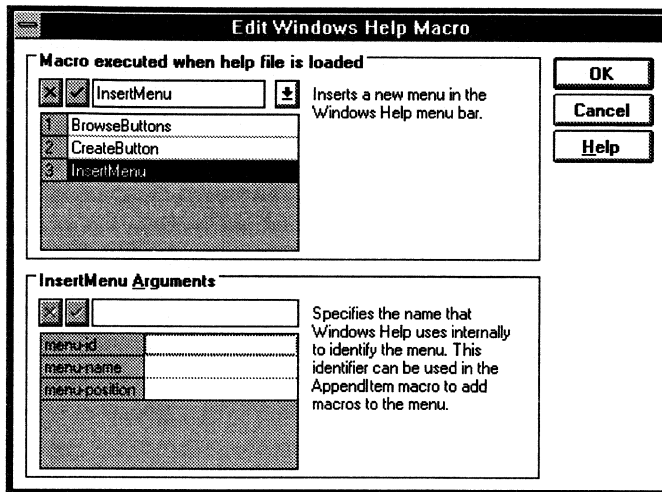 Edit Windows Help Macro
Macro executed when help file is loaded
InsertMenu
Inserts a new menu in the
Windows Help menu bar.
1 BrowseButtons
2 CreateButton
3 InsertMenu
OK
Cancel
Help
InsertMenu Arguments
menu-id
menu-name
menu-position
Specifies the name that
Windows Help uses internally
to identify the menu. This
identifier can be used in the
AppendItem macro to add
macros to the menu.